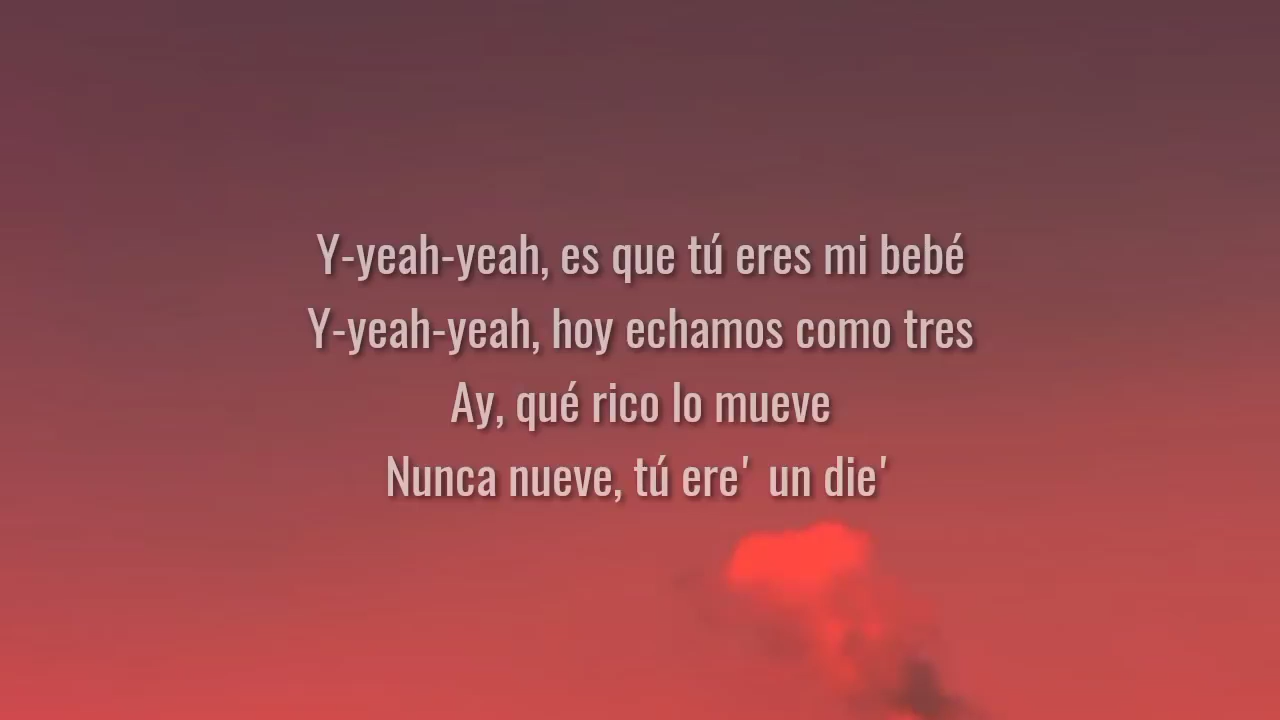 Y-yeah-yeah, es que tú eres mi bebé
Y-yeah-yeah, hoy echamos como tres
Ay, qué rico lo mueve
Nunca nueve, tú ere' un die'